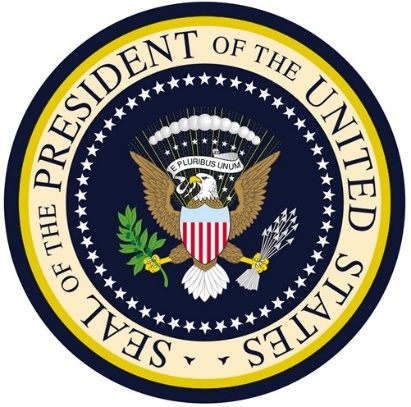 SEAL OF THE PRESIDENT OF THE UNITED STATES
E PLURIBUS UNUM